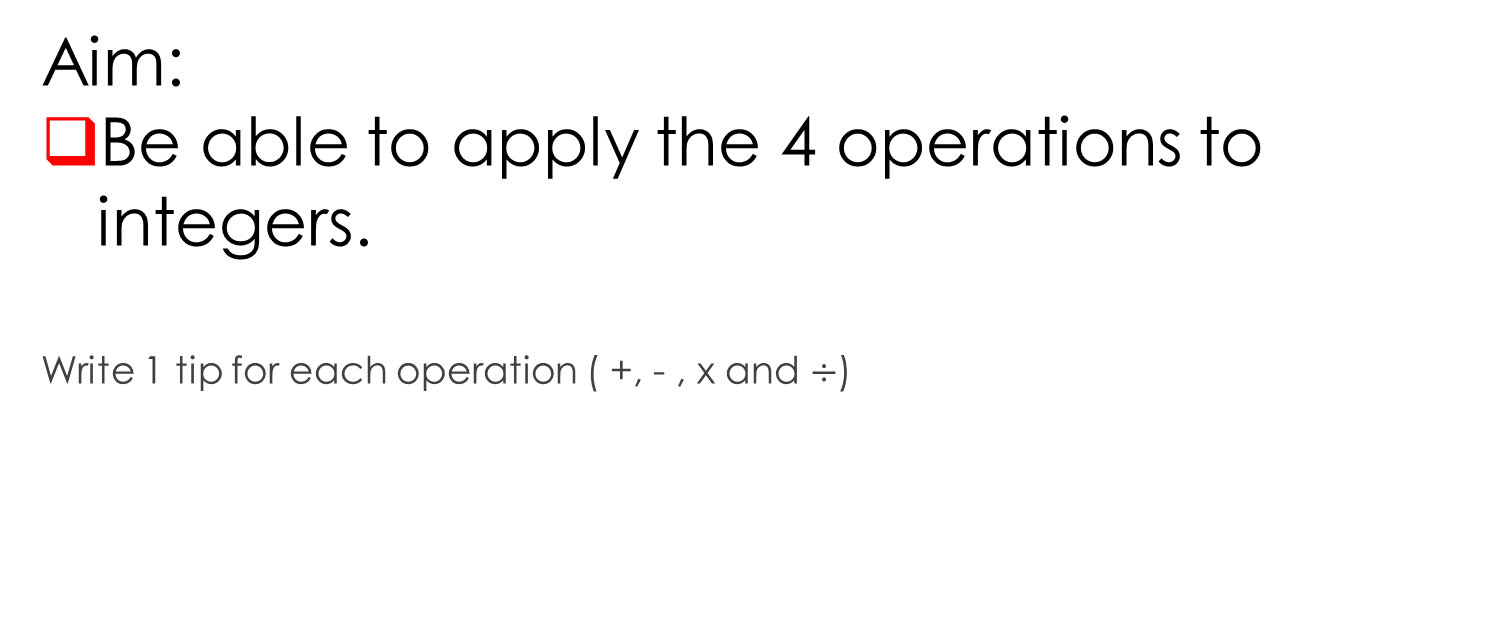 Aim:
❑Be able to apply the 4 operations to
integers.
Write 1 tip for each operation ( +, - , x and ÷)